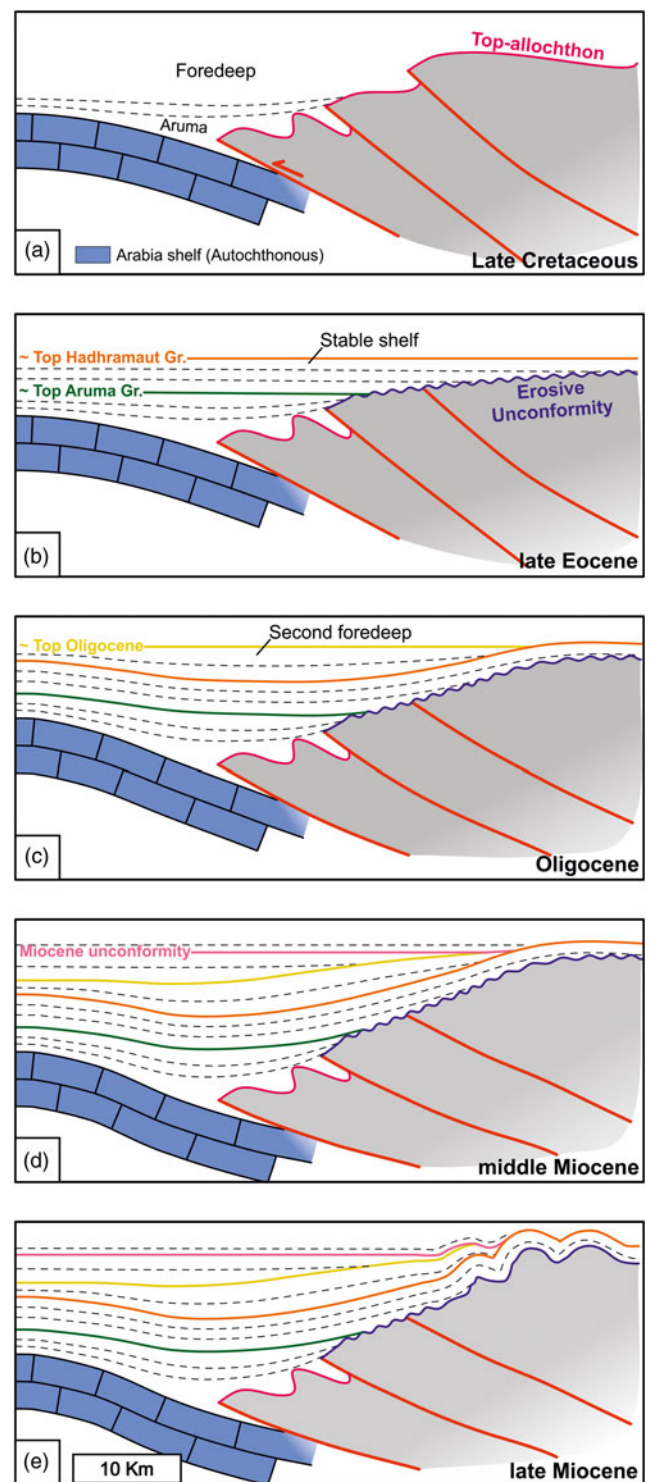 Top-allochthon
Foredeep
Aruma
Arabia shelf (Autochthonous)
(a)
Late Cretaceous
Stable shelf
~ Top Hadhramaut Gr.
~ Top Aruma Gr.
Erosive
Unconformity
(b)
late Eocene
Second foredeep
~ Top Oligocene
(c)
Oligocene
Miocene unconformity
(d)
middle Miocene
(e)
10 Km
late Miocene